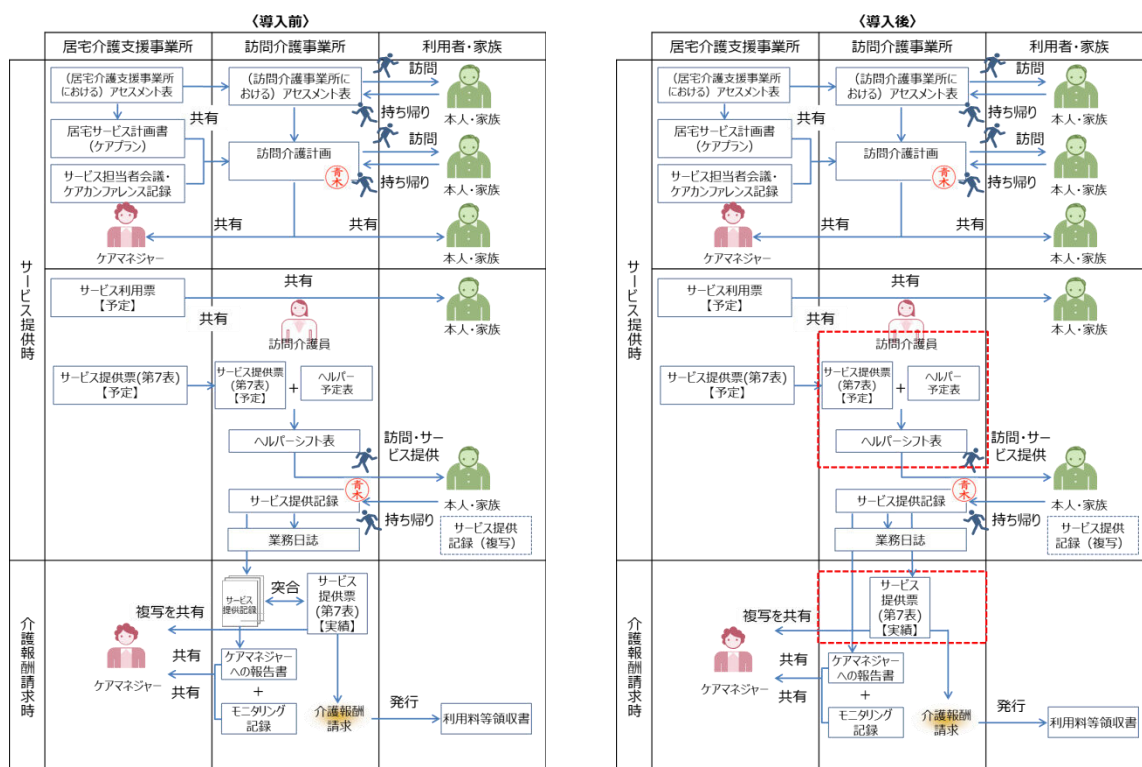 〈導入前〉
居宅介護支援事業所
訪問介護事業所
利用者・家族
サービス提供時
(居宅介護支援事業所
における) アセスメント表
(訪問介護事業所に
おける) アセスメント表
訪問
持ち帰り
本人・家族
共有
居宅サービス計画書
(ケアプラン)
サービス担当者会議・
ケアカンファレンス記録
訪問介護計画
青木
訪問
持ち帰り
本人・家族
共有
共有
ケアマネジャー
本人・家族
サービス利用票
【予定】
共有
共有
本人・家族
訪問介護員
サービス提供票(第7表)
【予定】
サービス提供票
(第7表)
【予定】
+
ヘルパー
予定表
ヘルパーシフト表
訪問・サー
ビス提供
サービス提供記録
青木
本人・家族
持ち帰り
サービス提供
記録(複写)
業務日誌
介護報酬請求時
サービス
提供記録
突合
サービス
提供票
(第7表)
【実績】
複写を共有
共有
共有
ケアマネジャー
ケアマネジャー
への報告書
+
モニタリング
記録
介護報酬
請求
発行
利用料等領収書
〈導入後〉
居宅介護支援事業所
訪問介護事業所
利用者・家族
サービス提供時
(居宅介護支援事業所
における) アセスメント表
(訪問介護事業所に
おける) アセスメント表
訪問
持ち帰り
本人・家族
共有
居宅サービス計画書
(ケアプラン)
サービス担当者会議・
ケアカンファレンス記録
訪問介護計画
青木
訪問
持ち帰り
本人・家族
共有
共有
ケアマネジャー
本人・家族
サービス利用票
【予定】
共有
共有
本人・家族
訪問介護員
サービス提供票(第7表)
【予定】
サービス提供票
(第7表)
【予定】
+
ヘルパー
予定表
ヘルパーシフト表
訪問・サー
ビス提供
サービス提供記録
青木
本人・家族
持ち帰り
サービス提供
記録(複写)
業務日誌
介護報酬請求時
サービス
提供票
(第7表)
【実績】
複写を共有
共有
共有
ケアマネジャー
ケアマネジャー
への報告書
+
モニタリング
記録
介護報酬
請求
発行
利用料等領収書